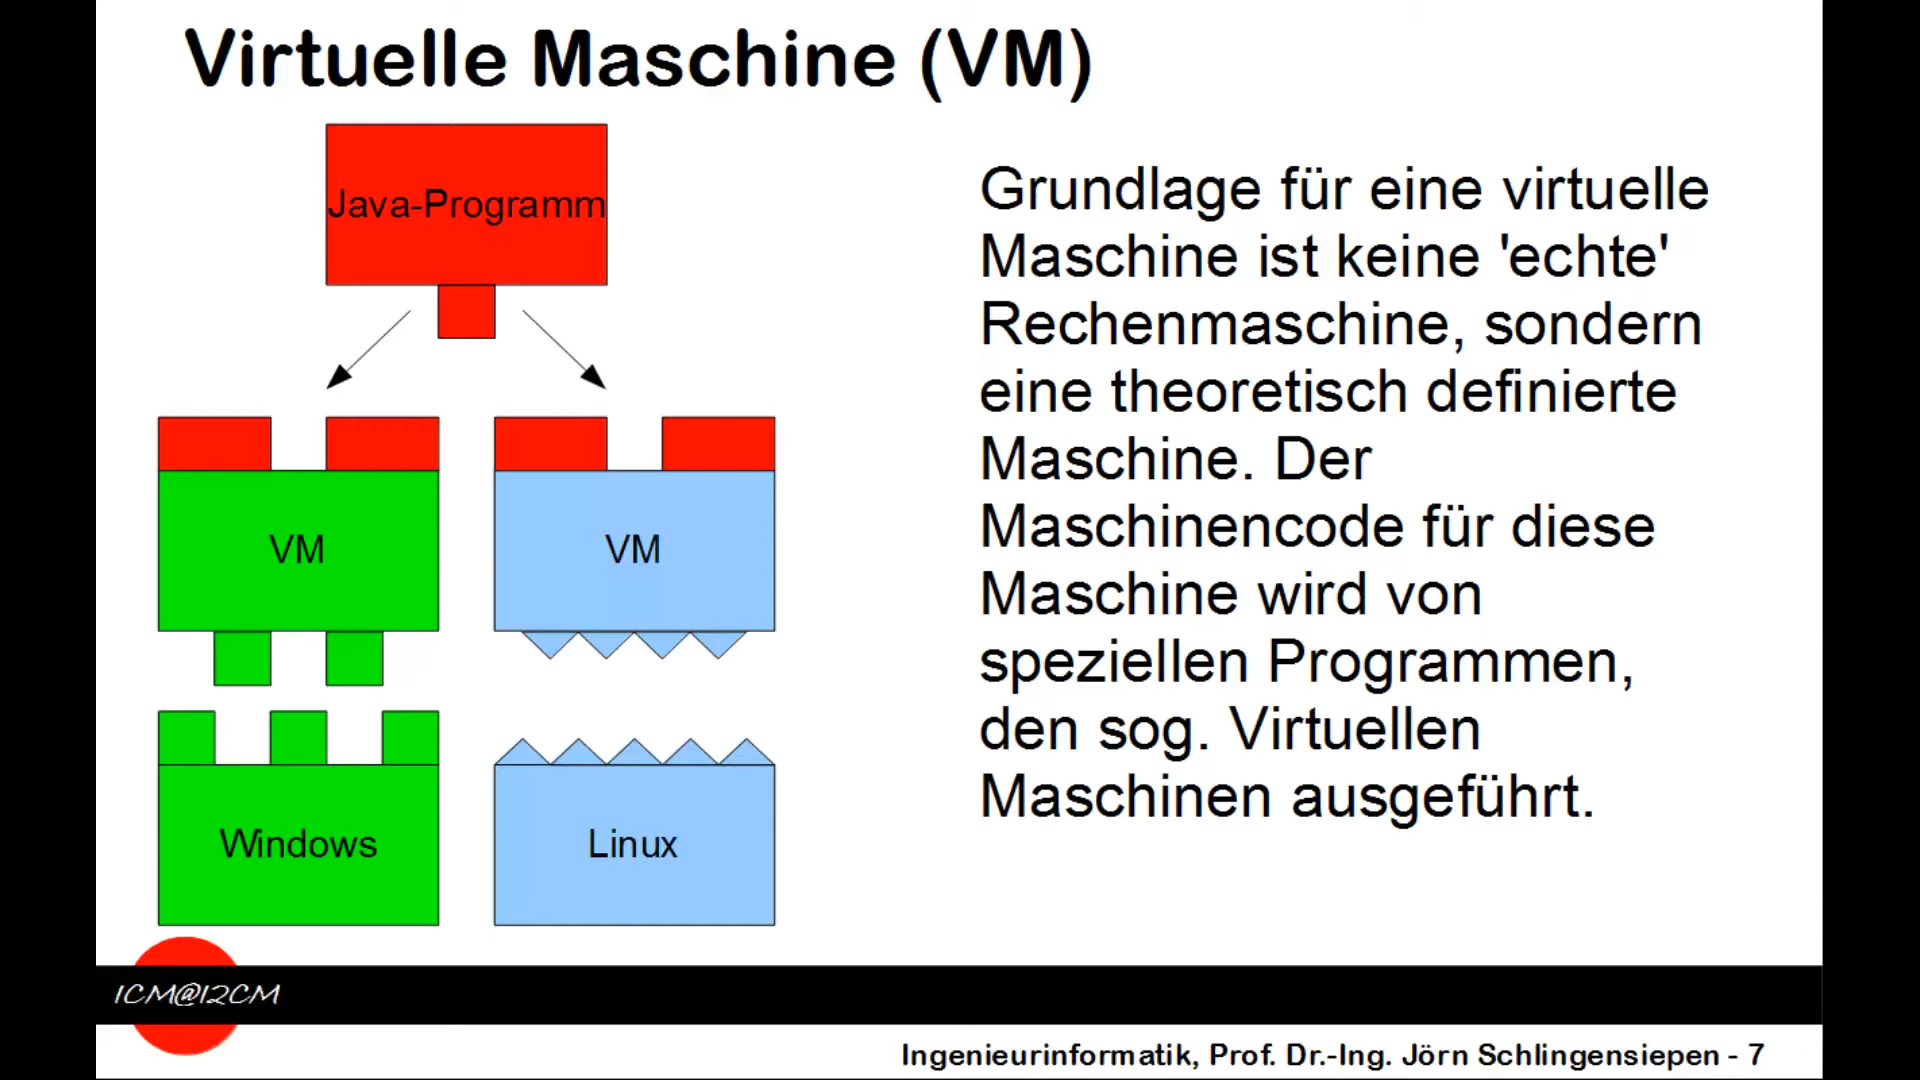 Virtuelle Maschine (VM)
Java-Programm
VM
VM
Windows
Linux
Grundlage für eine virtuelle
Maschine ist keine 'echte'
Rechenmaschine, sondern
eine theoretisch definierte
Maschine. Der
Maschinencode für diese
Maschine wird von
speziellen Programmen,
den sog. Virtuellen
Maschinen ausgeführt.
ICM@I2CM
Ingenieurinformatik, Prof. Dr.-Ing. Jörn Schlingensiepen - 7